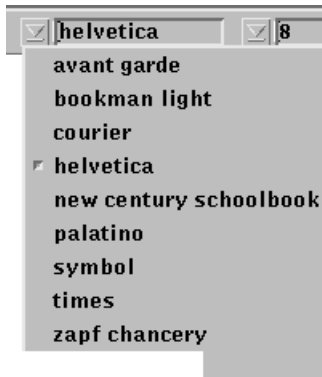 helvetica 8
avant garde
bookman light
courier
helvetica
new century schoolbook
palatino
symbol
times
zapf chancery